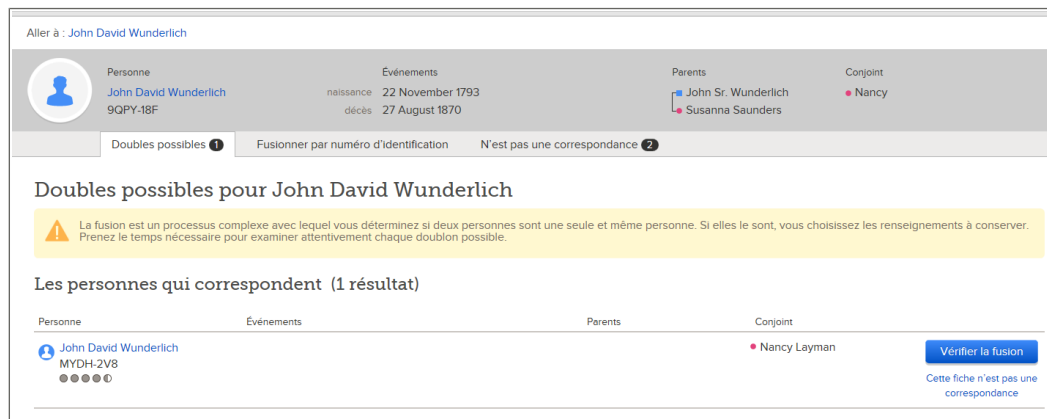 Aller à : John David Wunderlich
Personne Événements Parents Conjoint
John David Wunderlich naissance 22 November 1793 John Sr. Wunderlich Nancy
9QPY-18F décès 27 August 1870 Susanna Saunders
Doubles possibles 1 Fusionner par numéro d'identification N'est pas une correspondance 2
Doubles possibles pour John David Wunderlich
La fusion est un processus complexe avec lequel vous déterminez si deux personnes sont une seule et même personne. Si elles le sont, vous choisissez les renseignements à conserver.
Prenez le temps nécessaire pour examiner attentivement chaque doublon possible.
Les personnes qui correspondent (1 résultat)
Personne Événements Parents Conjoint
John David Wunderlich Nancy Layman Vérifier la fusion
MYDH-2V8
Cette fiche n'est pas une
correspondance